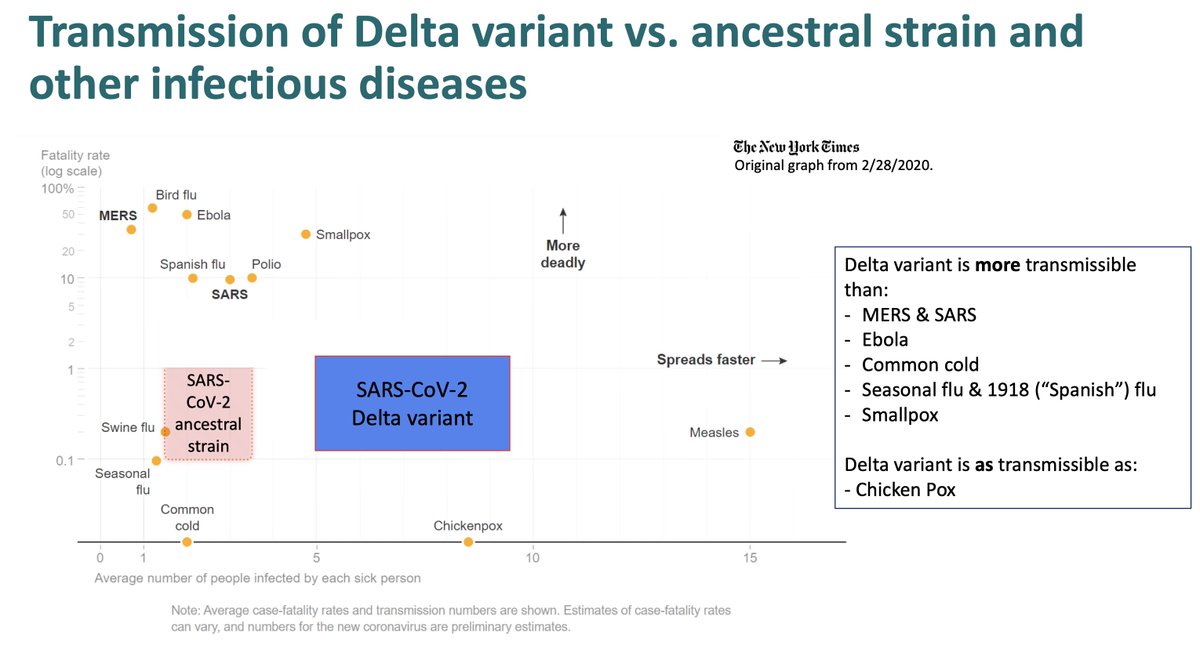 Transmission of Delta variant vs. ancestral strain and
other infectious diseases
The New York Times
Original graph from 2/28/2020.
Fatality rate
(log scale)
100%
50
20
10
5
2
1
0.1
Bird flu
MERS
Ebola
Smallpox
Spanish flu
Polio
SARS
More
deadly
Spreads faster
SARS-
CoV-2
ancestral
strain
SARS-CoV-2
Delta variant
Swine flu
Measles
Seasonal
flu
Common
cold
Chickenpox
0
1
5
10
15
Average number of people infected by each sick person
Note: Average case-fatality rates and transmission numbers are shown. Estimates of case-fatality rates
can vary, and numbers for the new coronavirus are preliminary estimates.
Delta variant is more transmissible
than:
- MERS & SARS
- Ebola
- Common cold
- Seasonal flu & 1918 (“Spanish”) flu
- Smallpox
Delta variant is as transmissible as:
- Chicken Pox